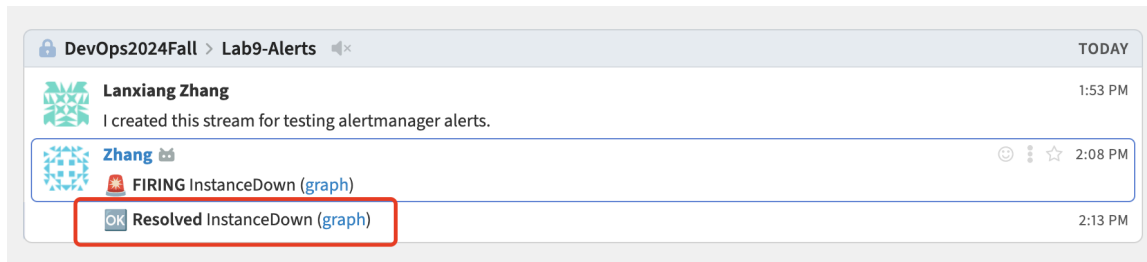 DevOps2024Fall > Lab9-Alerts TODAY
Lanxiang Zhang 1:53 PM
I created this stream for testing alertmanager alerts.
Zhang 2:08 PM
FIRING InstanceDown (graph)
OK Resolved InstanceDown (graph) 2:13 PM